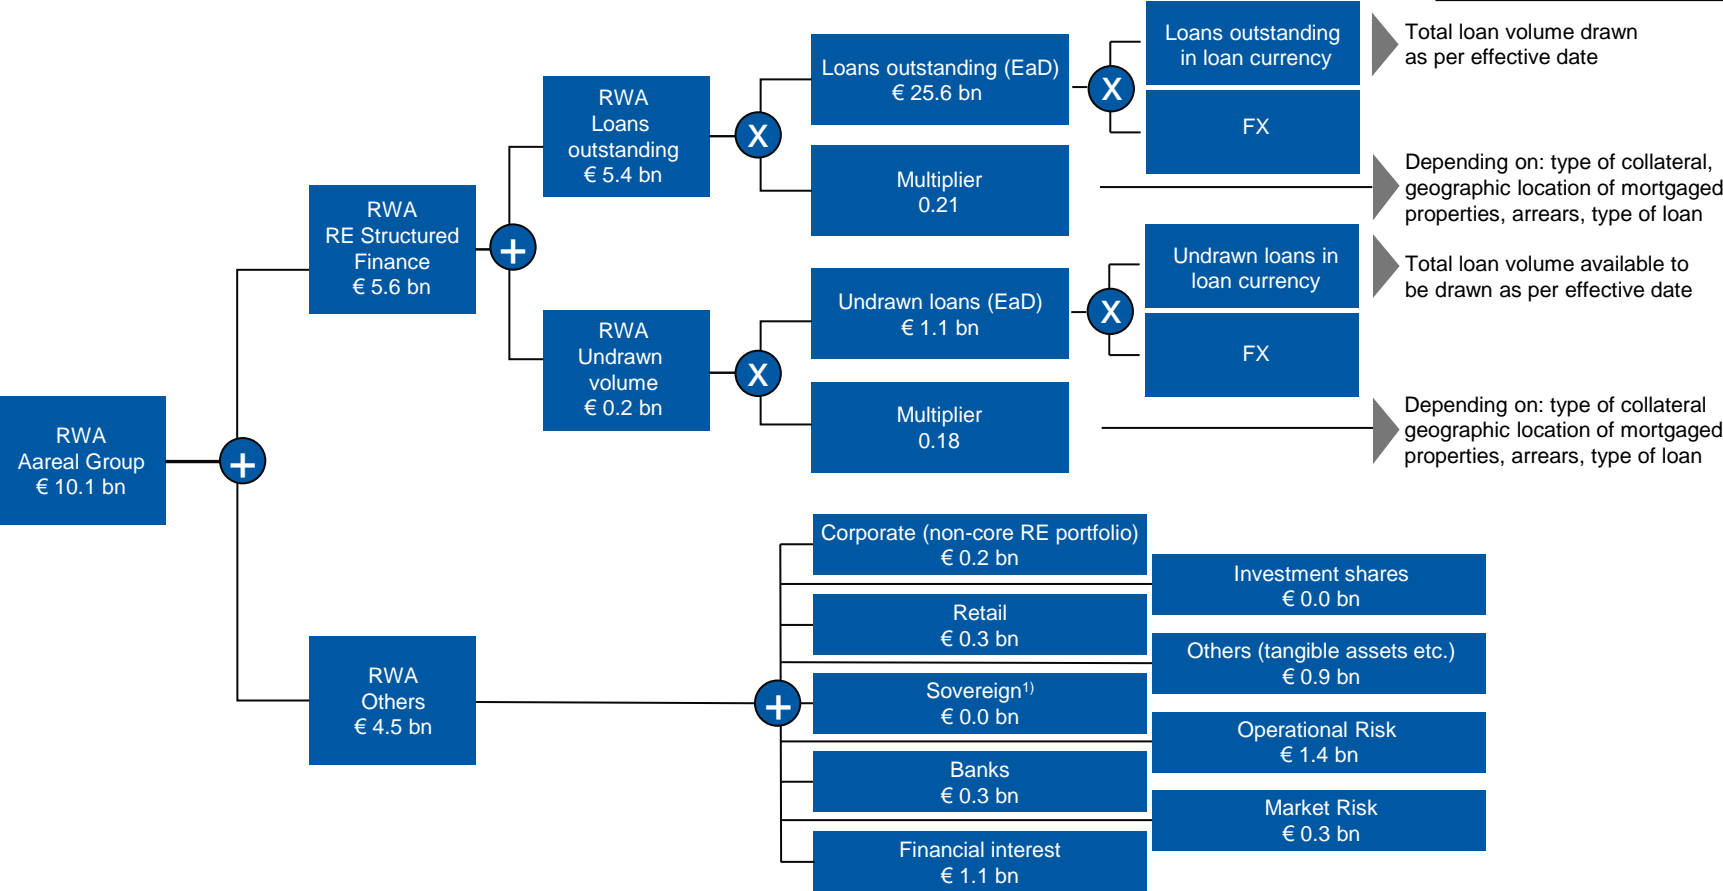 RWA
Aareal Group
€ 10.1 bn
+
RWA
RE Structured
Finance
€ 5.6 bn
+
RWA
Loans
outstanding
€ 5.4 bn
X
Loans outstanding (EaD)
€ 25.6 bn
X
Loans outstanding
in loan currency
Total loan volume drawn
as per effective date
FX
Multiplier
0.21
Depending on: type of collateral,
geographic location of mortgaged
properties, arrears, type of loan
RWA
Undrawn
volume
€ 0.2 bn
X
Undrawn loans (EaD)
€ 1.1 bn
X
Undrawn loans in
loan currency
Total loan volume available to
be drawn as per effective date
FX
Multiplier
0.18
Depending on: type of collateral
geographic location of mortgaged
properties, arrears, type of loan
RWA
Others
€ 4.5 bn
+
Corporate (non-core RE portfolio)
€ 0.2 bn
Investment shares
€ 0.0 bn
Retail
€ 0.3 bn
Others (tangible assets etc.)
€ 0.9 bn
Sovereign1)
€ 0.0 bn
Operational Risk
€ 1.4 bn
Banks
€ 0.3 bn
Market Risk
€ 0.3 bn
Financial interest
€ 1.1 bn